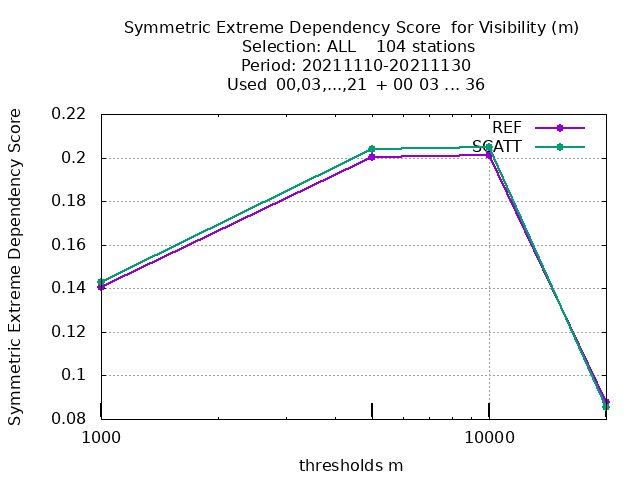 Symmetric Extreme Dependency Score for Visibility (m)
Selection: ALL 104 stations
Period: 20211110-20211130
Used 00,03,...,21 + 00 03 ... 36
Symmetric Extreme Dependency Score
0.22
0.2
0.18
0.16
0.14
0.12
0.1
0.08
REF
SCATT
1000
10000
thresholds m